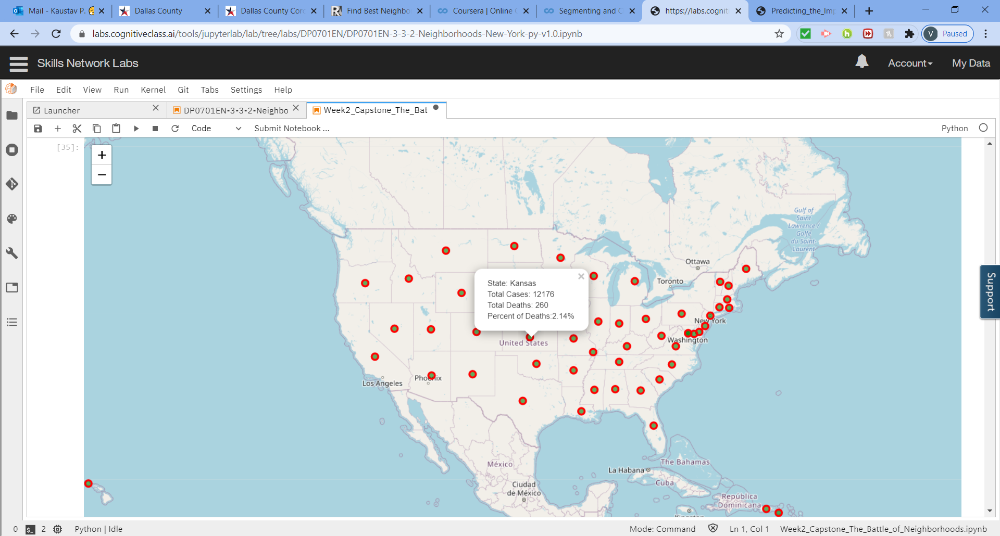 Mail - Kaustav P.
Dallas County
Dallas County Cor
Find Best Neighbo
Coursera | Online
Segmenting and C
https://labs.cogniti
Predicting_the_Im
labs.cognitiveclass.ai/tools/jupyterlab/lab/tree/labs/DP0701EN/DP0701EN-3-3-2-Neighborhoods-New-York-py-v1.0.ipynb
V Paused
Skills Network Labs
Account
My Data
File Edit View Run Kernel Git Tabs Settings Help
Launcher
DP0701EN-3-3-2-Neighbo
Week2_Capstone_The_Bat
Code
Submit Notebook ...
Python
[35]:
+
−
Gulf of
Saint
Lawrence /
Golfe
du Saint-
Laurent
Ottawa
Toronto
State: Kansas
Total Cases: 12176
Total Deaths: 260
Percent of Deaths:2.14%
Support
New York
Washington
United States
Los Angeles
Phoenix
México
Ciudad
de México
La Habana
The Bahamas
Cuba
República
Dominicana
Kingston
0
2
Python | Idle
Mode: Command
Ln 1, Col 1
Week2_Capstone_The_Battle_of_Neighborhoods.ipynb